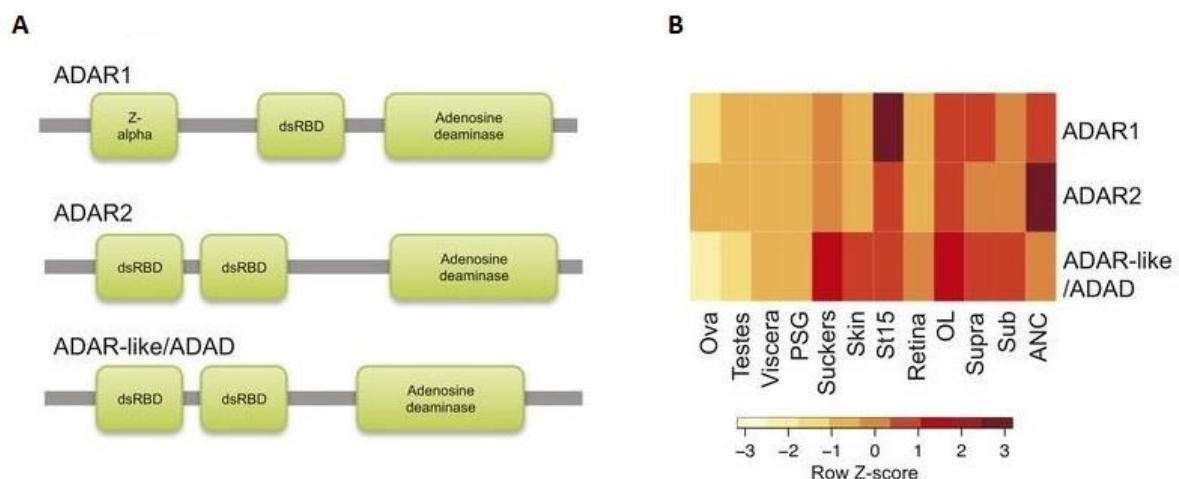 A
ADAR1
Z-
alpha
dsRBD
Adenosine
deaminase
ADAR2
dsRBD
dsRBD
Adenosine
deaminase
ADAR-like/ADAD
dsRBD
dsRBD
Adenosine
deaminase
B
ADAR1
ADAR2
ADAR-like
/ADAD
Ova
Testes
Viscera
PSG
Suckers
Skin
St15
Retina
OL
Supra
Sub
ANC
−3 −2 −1 0 1 2 3
Row Z-score